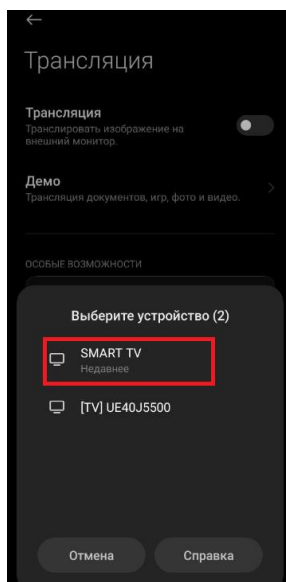 Трансляция
Трансляция
Транслировать изображение на
внешний монитор.
Демо
Трансляция документов, игр, фото и видео.
ОСОБЫЕ ВОЗМОЖНОСТИ
Выберите устройство (2)
SMART TV
Недавнее
[TV] UE40J5500
Отмена
Справка